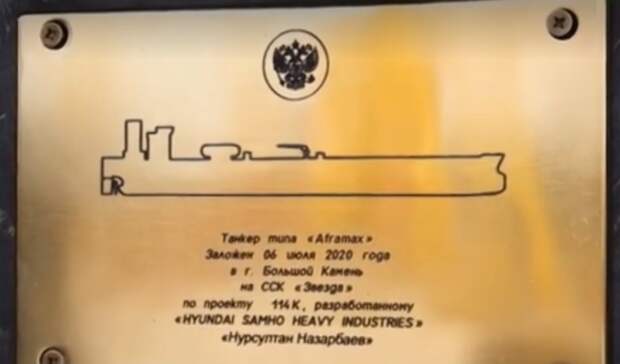 Танкер типа «Aframax»
Заложен 06 июля 2020 года
в г. Большой Камень
на ССК «Звезда»
по проекту 114К, разработанному
«HYUNDAI SAMHO HEAVY INDUSTRIES»
«Нурсултан Назарбаев»